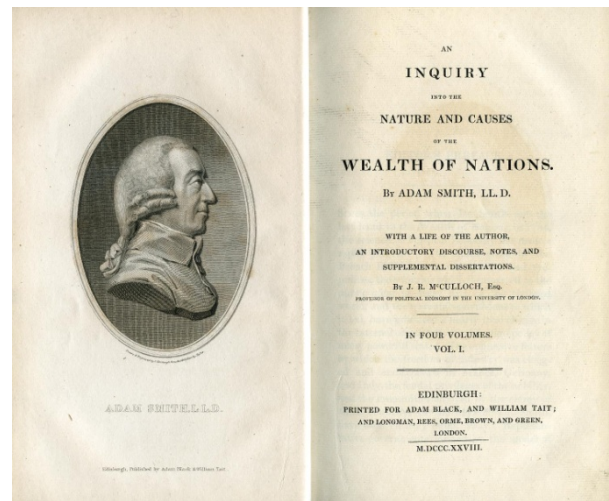 ADAM SMITH, LL.D.
Edinburgh, Published by Adam Black & William Tait
AN
INQUIRY
INTO THE
NATURE AND CAUSES
OF THE
WEALTH OF NATIONS.
BY ADAM SMITH, LL. D.
WITH A LIFE OF THE AUTHOR,
AN INTRODUCTORY DISCOURSE, NOTES, AND
SUPPLEMENTAL DISSERTATIONS.
BY J. R. M‘CULLOCH, ESQ.
PROFESSOR OF POLITICAL ECONOMY IN THE UNIVERSITY OF LONDON.
IN FOUR VOLUMES.
VOL. I.
EDINBURGH:
PRINTED FOR ADAM BLACK, AND WILLIAM TAIT;
AND LONGMAN, REES, ORME, BROWN, AND GREEN,
LONDON.
M.DCCC.XXVIII.